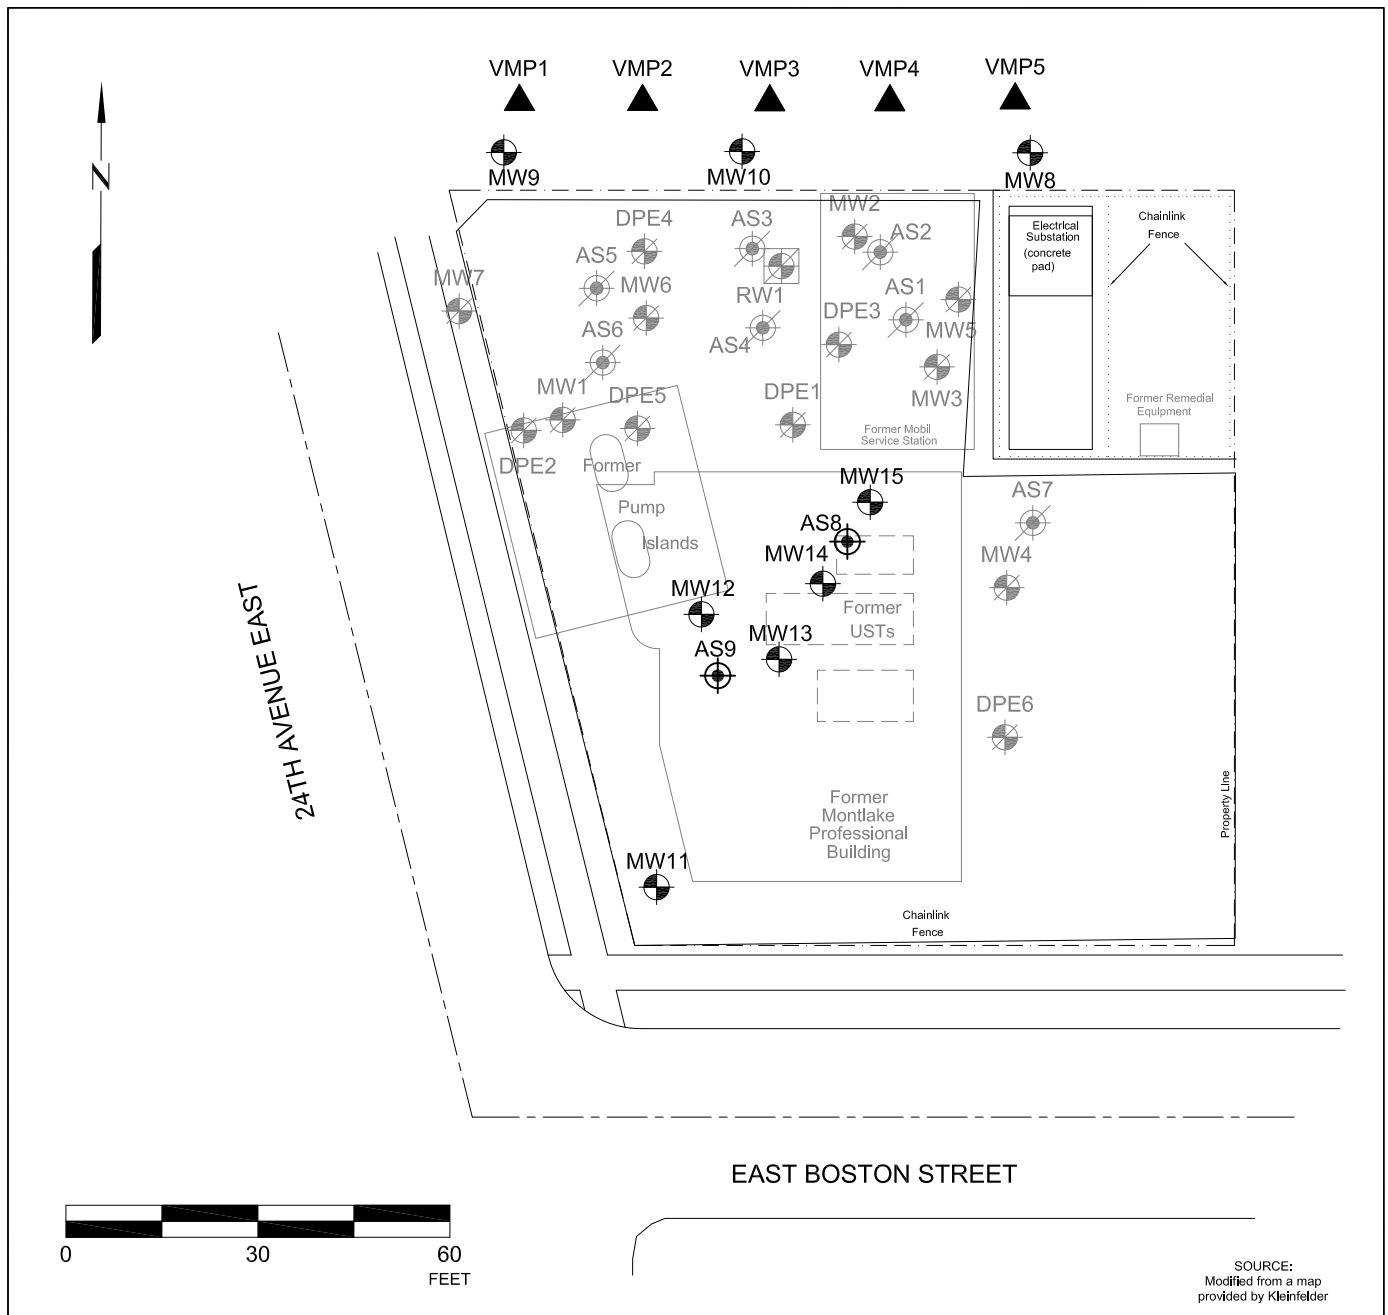 VMP1
VMP2
VMP3
VMP4
VMP5
N
MW9
MW10
MW8
DPE4
AS3
MW2
AS2
Electrical
Substation
(concrete
pad)
Chainlink
Fence
AS5
MW7
MW6
RW1
AS1
DPE3
MW5
AS6
AS4
MW3
MW1
DPE5
DPE1
Former Mobil
Service Station
Former Remedial
Equipment
DPE2
Former
Pump
Islands
MW15
AS7
AS8
MW14
MW4
MW12
Former
USTs
MW13
AS9
24TH AVENUE EAST
DPE6
Former
Montlake
Professional
Building
Property Line
MW11
Chainlink
Fence
EAST BOSTON STREET
0
30
60
FEET
SOURCE:
Modified from a map
provided by Kleinfelder